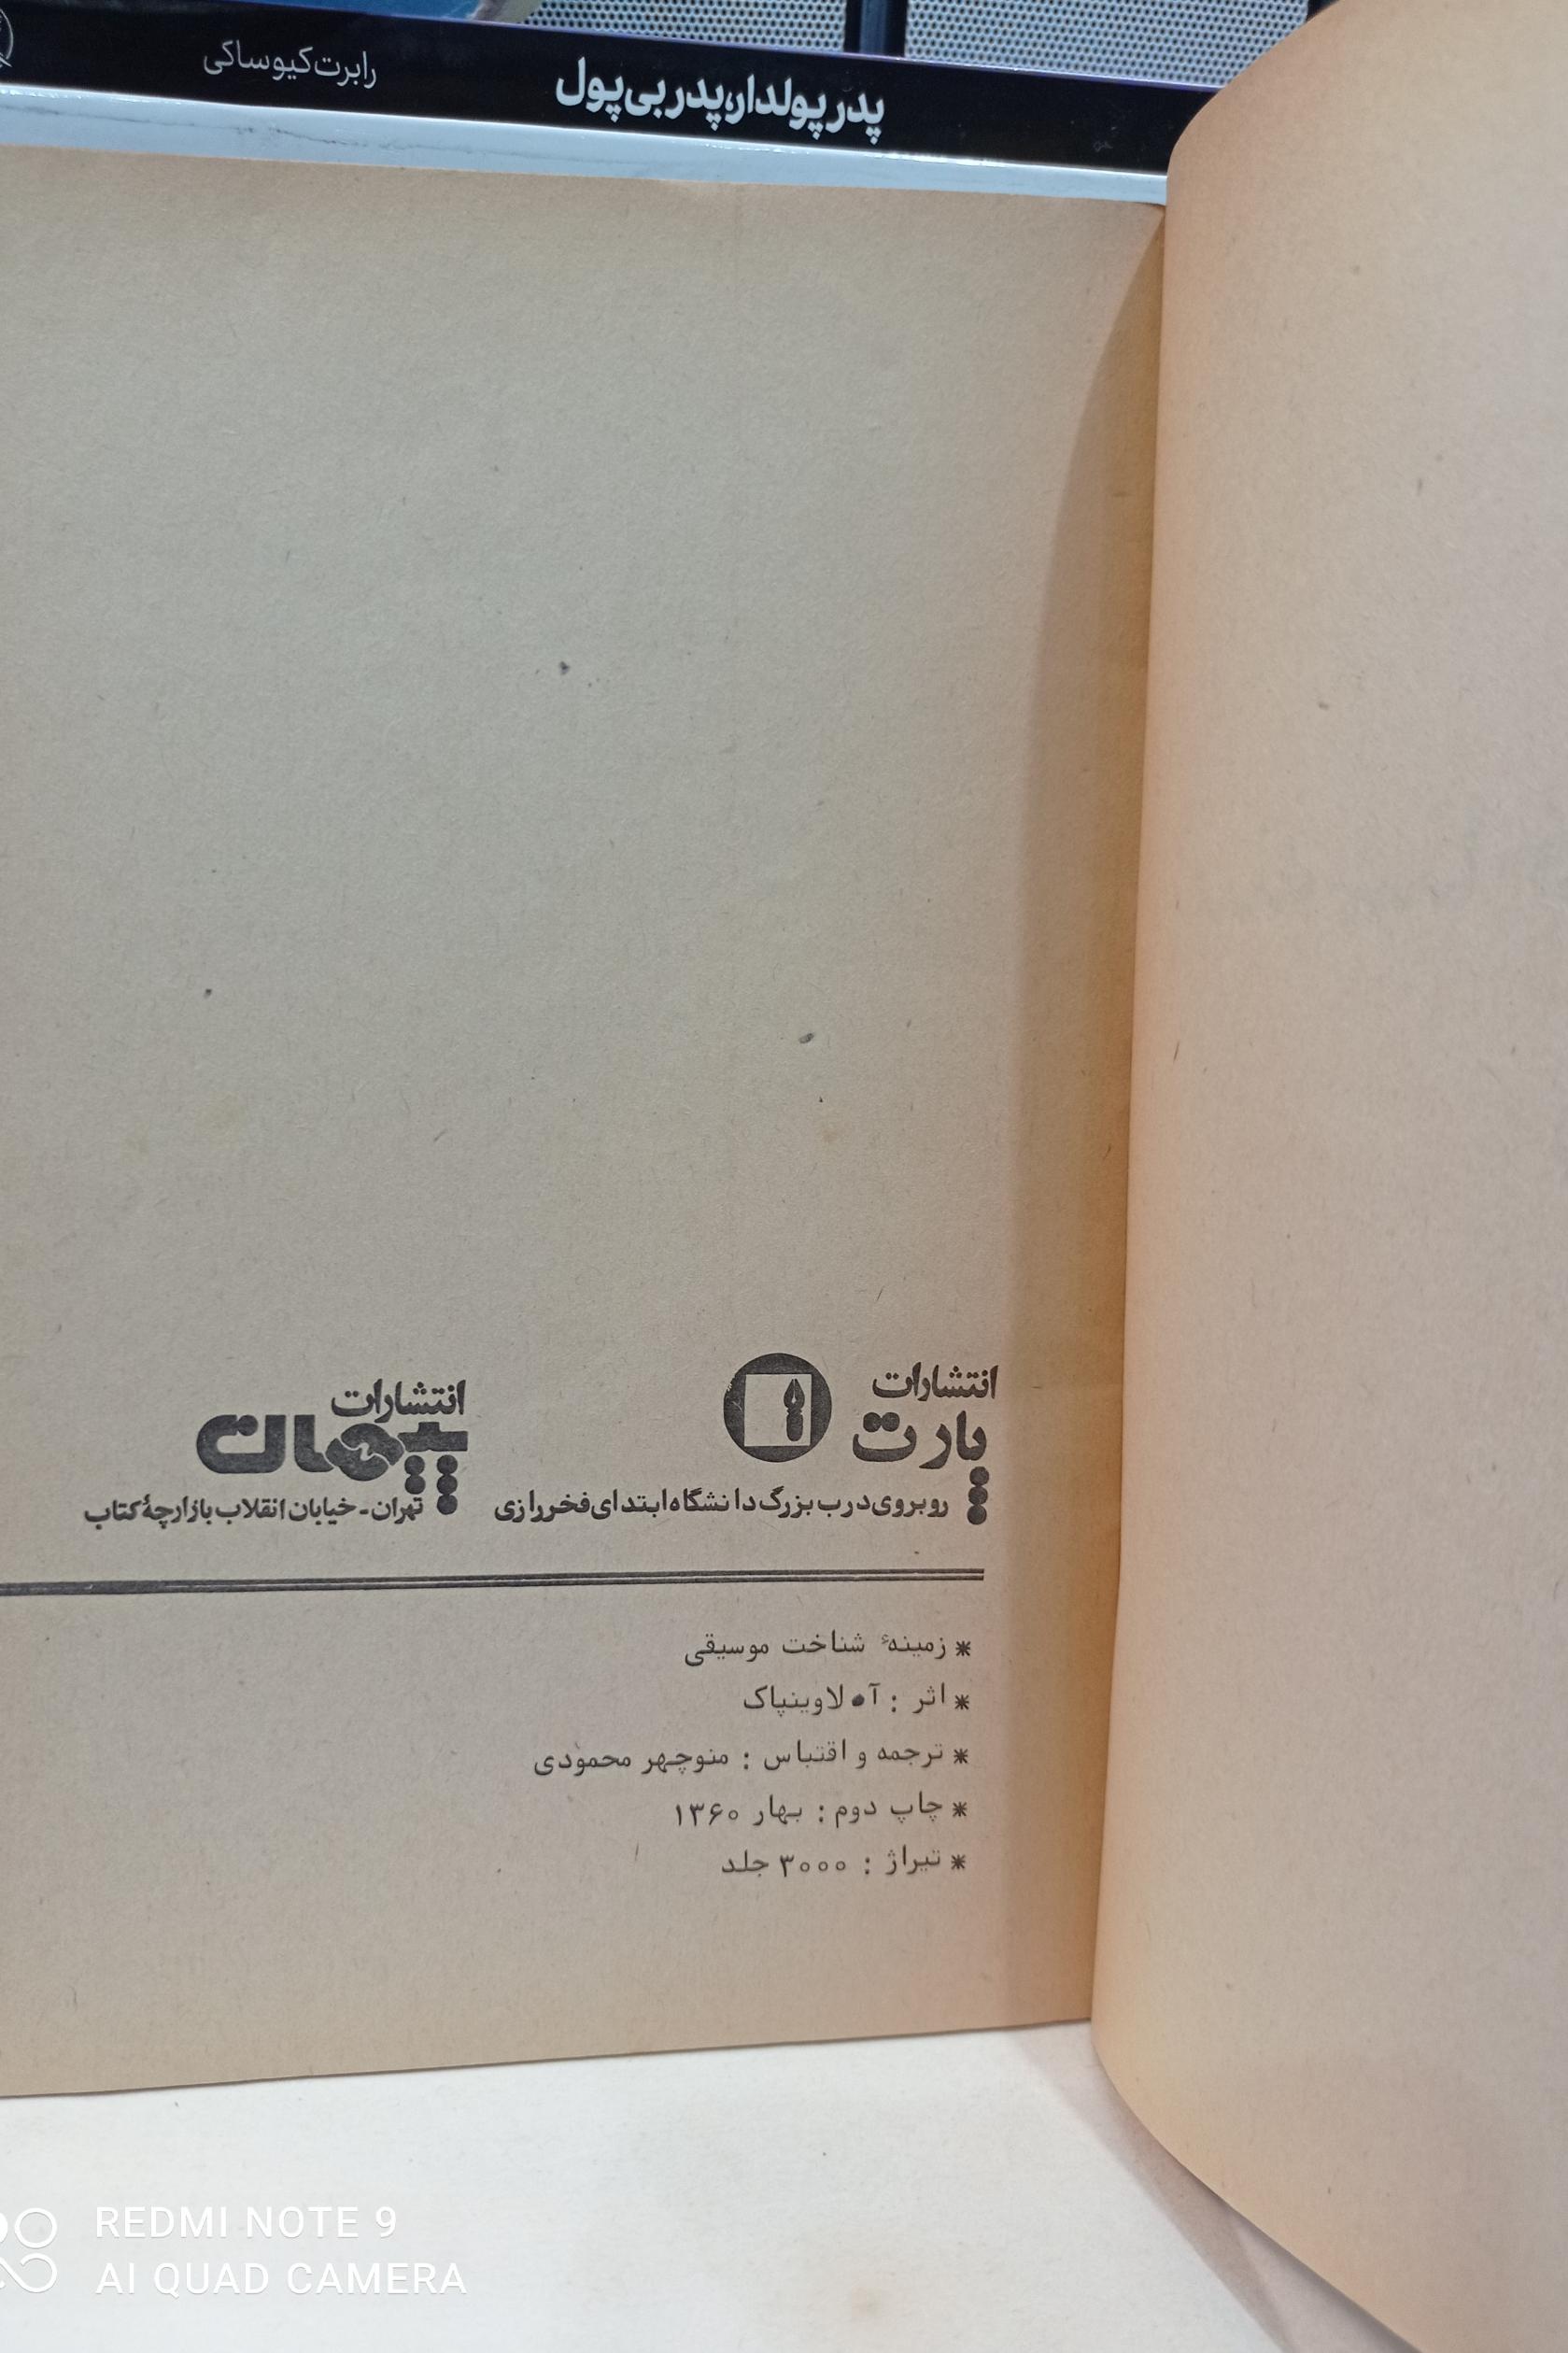 پدر پولدار، پدر بی‌پول
رابرت کیوساکی
انتشارات
پارت
روبروی درب بزرگ دانشگاه ابتدای فخررازی
انتشارات
پیمان
تهران - خیابان انقلاب بازارچهٔ کتاب
* زمینهٔ شناخت موسیقی
* اثر : آ• لاوینپاک
* ترجمه و اقتباس : منوچهر محمودی
* چاپ دوم : بهار ۱۳۶۰
* تیراژ : ۳۰۰۰ جلد
REDMI NOTE 9
AI QUAD CAMERA